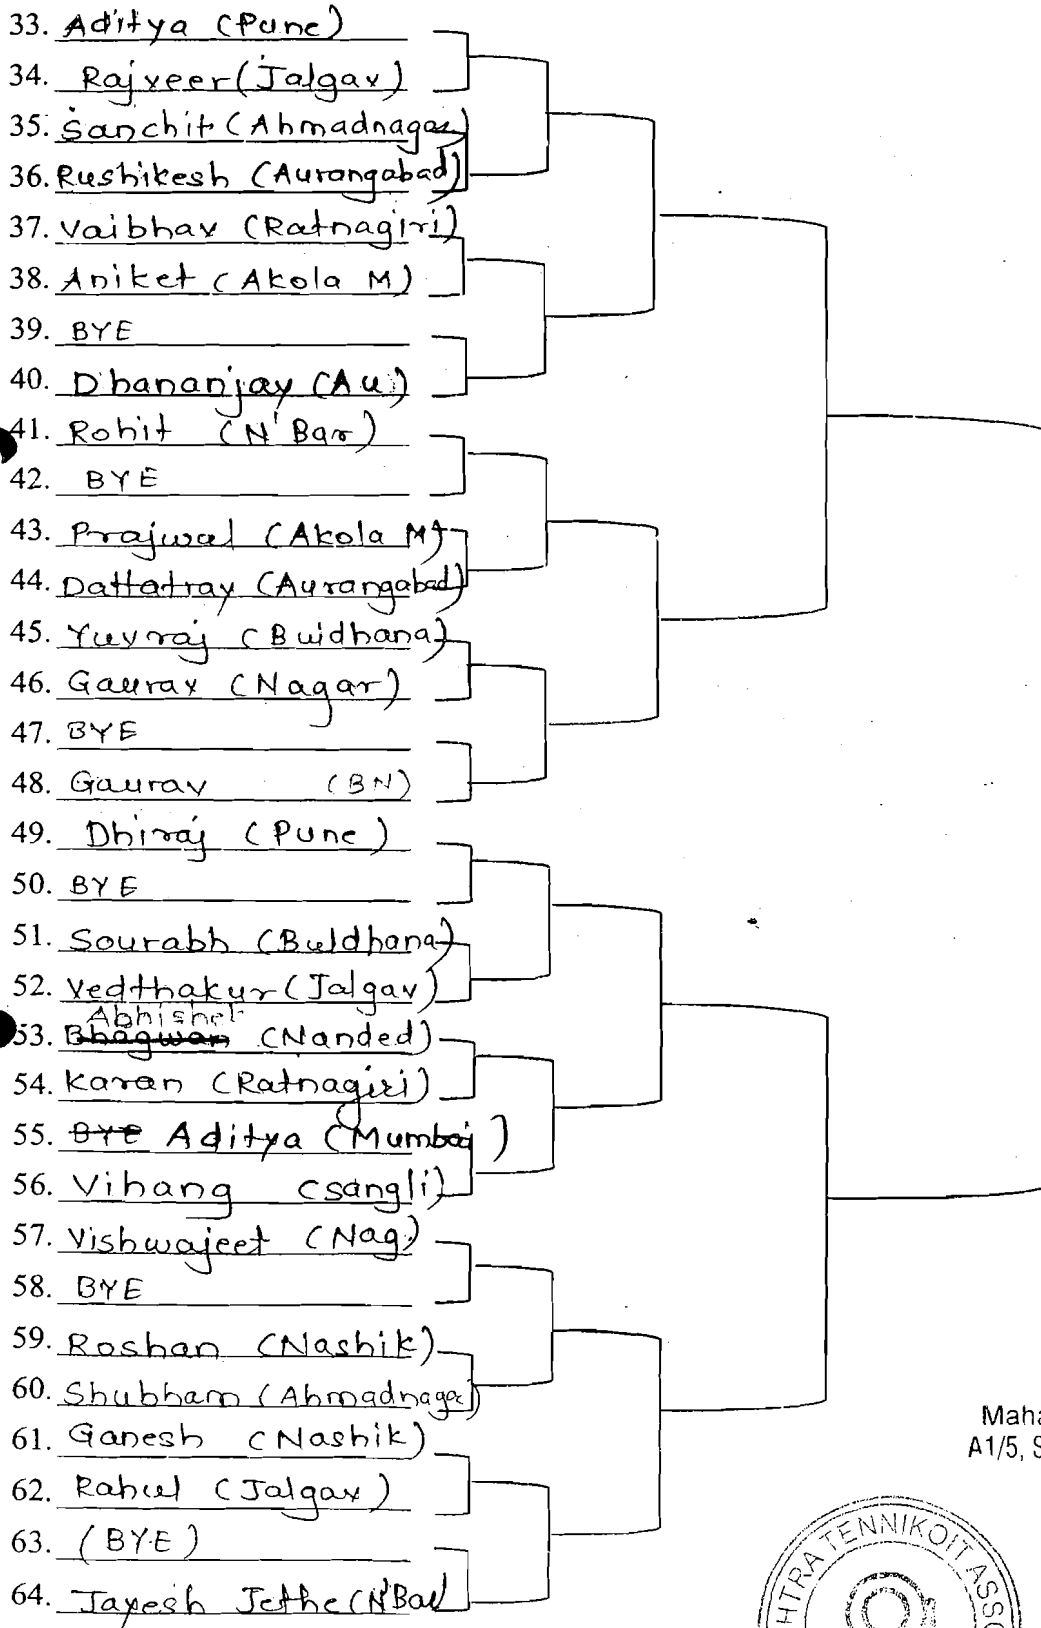 33. Aditya (Pune)
34. Rajveer (Jalgav)
35. Sanchit (Ahmadnagar)
36. Rushikesh (Aurangabad)
37. Vaibhav (Ratnagiri)
38. Aniket (Akola M)
39. BYE
40. Dhananjay (Au)
41. Rohit (N'Bar)
42. BYE
43. Prajwal (Akola M)
44. Dattatray (Aurangabad)
45. Yuvraj (Buldhana)
46. Gaurav (Nagar)
47. BYE
48. Gaurav (BN)
49. Dhiraj (Pune)
50. BYE
51. Sourabh (Buldhana)
52. Vedthakur (Jalgav)
Abhishek
53. Bhagwan (Nanded)
54. Karan (Ratnagiri)
55. BYE Aditya (Mumbai)
56. Vihang (sangli)
57. Vishwajeet (Nag)
58. BYE
59. Roshan (Nashik)
60. Shubham (Ahmadnagar)
61. Ganesh (Nashik)
62. Rahul (Jalgav)
63. (BYE)
64. Jayesh Jethe (N'Bar
Maha
A1/5, S
HTRA TENNIKOIT ASSO